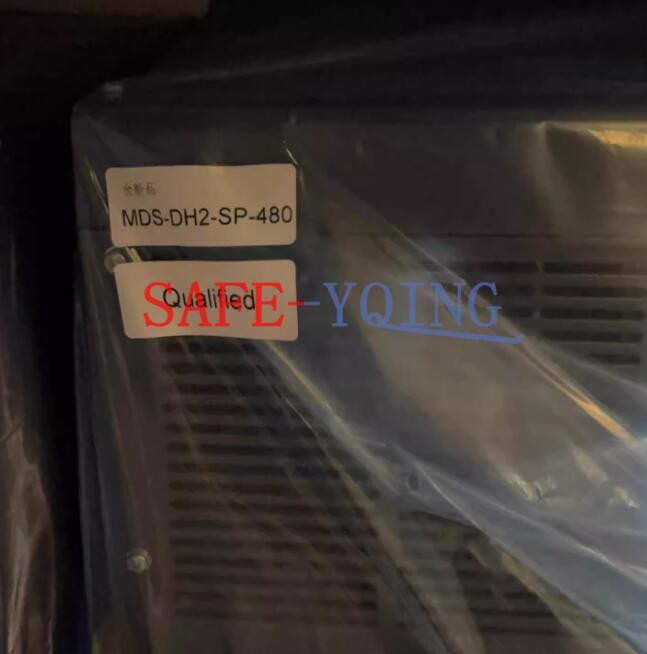 全新品
MDS-DH2-SP-480
Qualified
SAFE-YQING